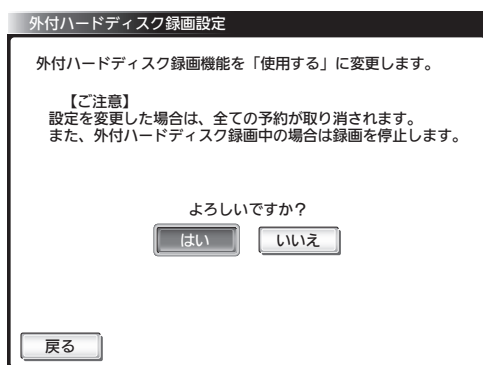 外付ハードディスク録画設定
外付ハードディスク録画機能を「使用する」に変更します。
【ご注意】
設定を変更した場合は、全ての予約が取り消されます。
また、外付ハードディスク録画中の場合は録画を停止します。
よろしいですか？
はい いいえ
戻る